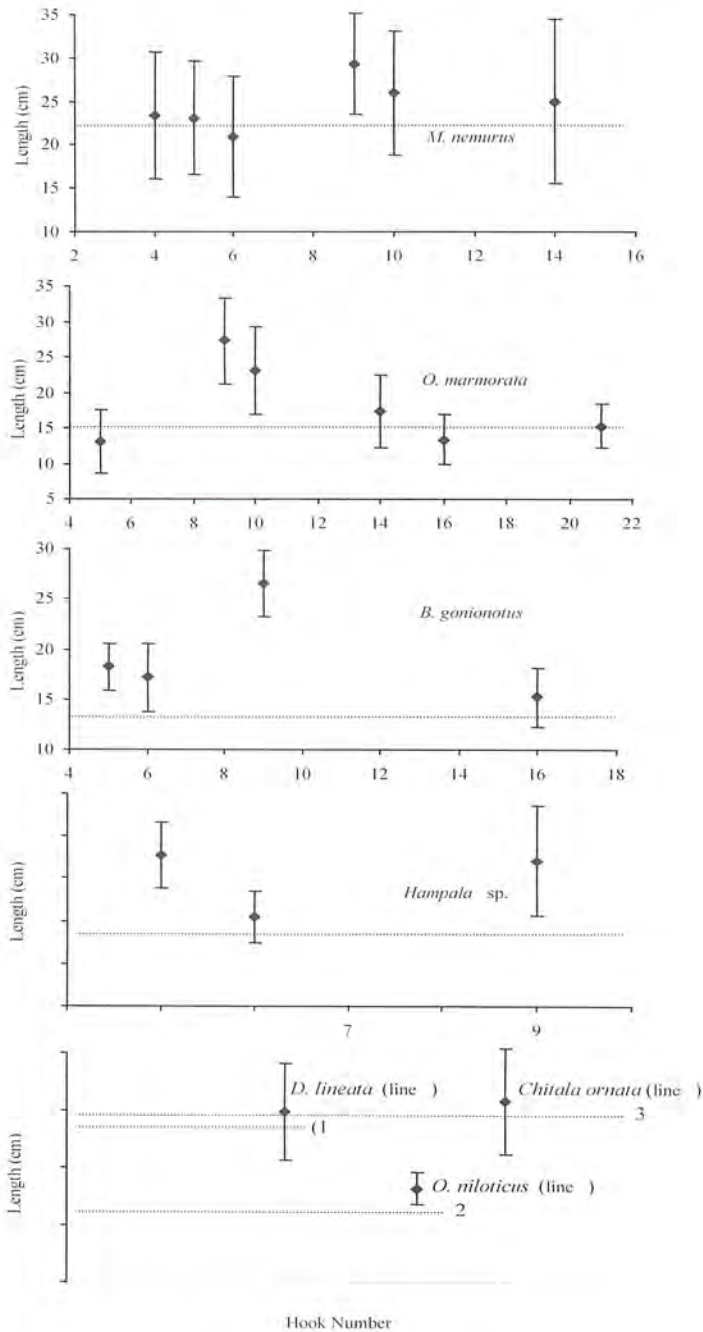 35
30
25
20
15
10
Length (cm)
M. nemurus
2 4 6 8 10 12 14 16
35
30
25
20
15
10
5
Length (cm)
O. marmorata
4 6 8 10 12 14 16 18 20 22
30
25
20
15
10
Length (cm)
B. gonionotus
4 6 8 10 12 14 16 18
Length (cm)
Hampala sp.
7 9
Length (cm)
D. lineata (line ) Chitala ornata (line )
3
(1
O. niloticus (line )
2
Hook Number